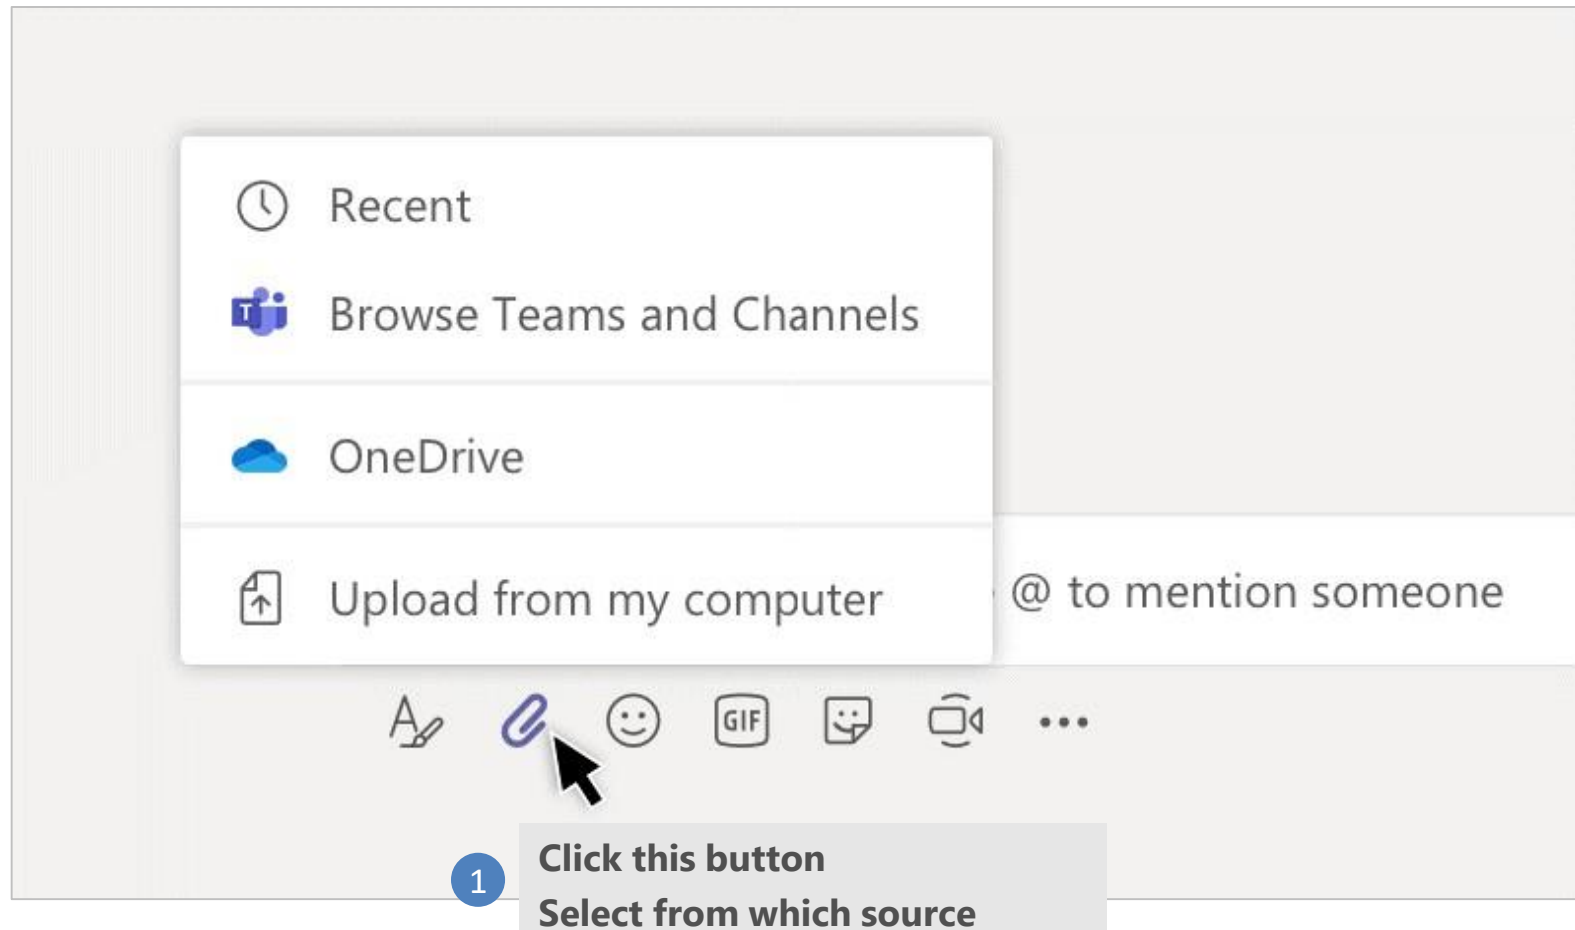 Recent
T
Browse Teams and Channels
OneDrive
Upload from my computer
@ to mention someone
GIF
1
Click this button
Select from which source